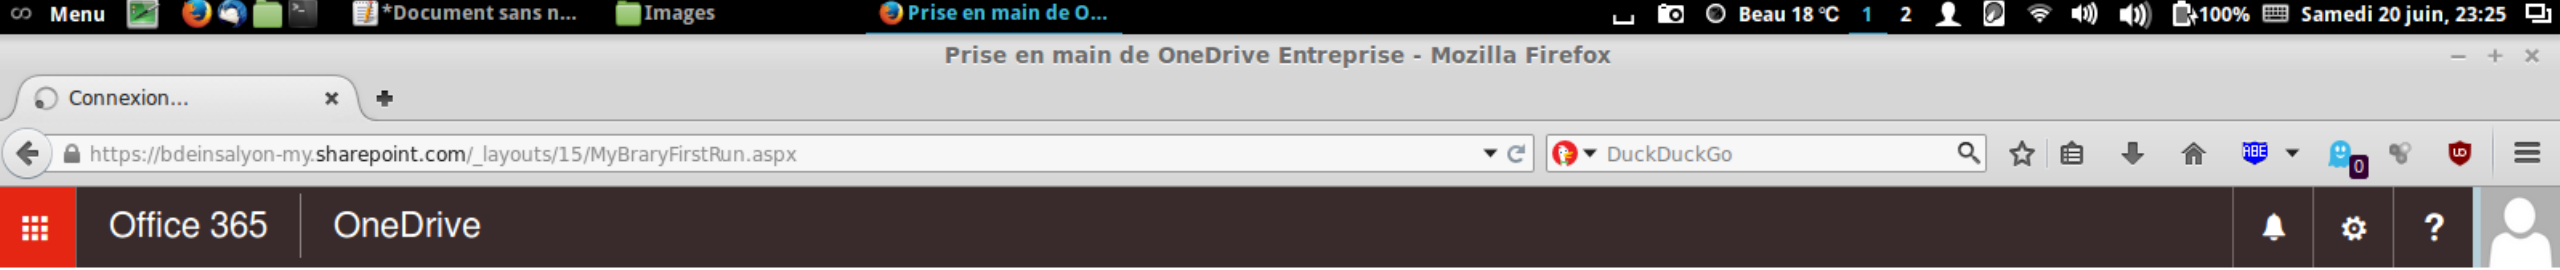 Menu *Document sans n... Images Prise en main de O... Beau 18 °C 1 2 100% Samedi 20 juin, 23:25
Prise en main de OneDrive Entreprise - Mozilla Firefox
Connexion...
https://bdeinsalyon-my.sharepoint.com/_layouts/15/MyBraryFirstRun.aspx DuckDuckGo ABE 0
Office 365 OneDrive ?